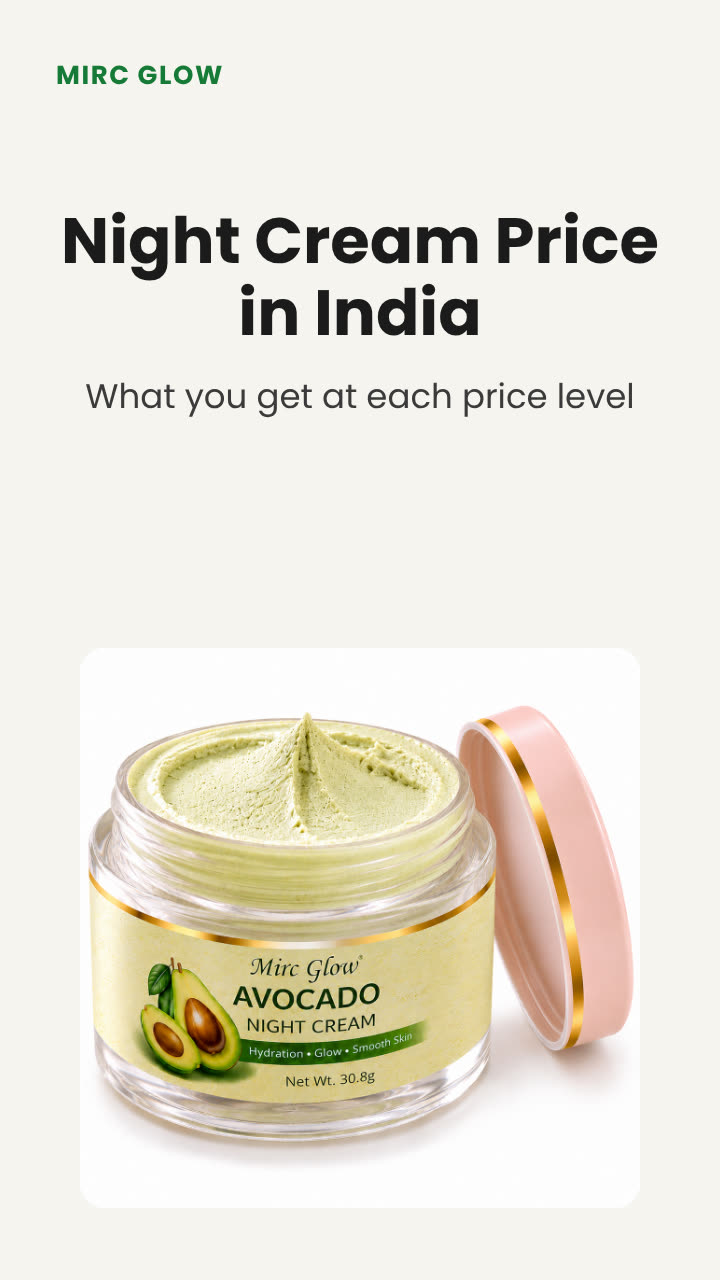 MIRC GLOW
Night Cream Price
in India
What you get at each price level
Mirc Glow
AVOCADO
NIGHT CREAM
Hydration • Glow • Smooth Skin
Net Wt. 30.8g